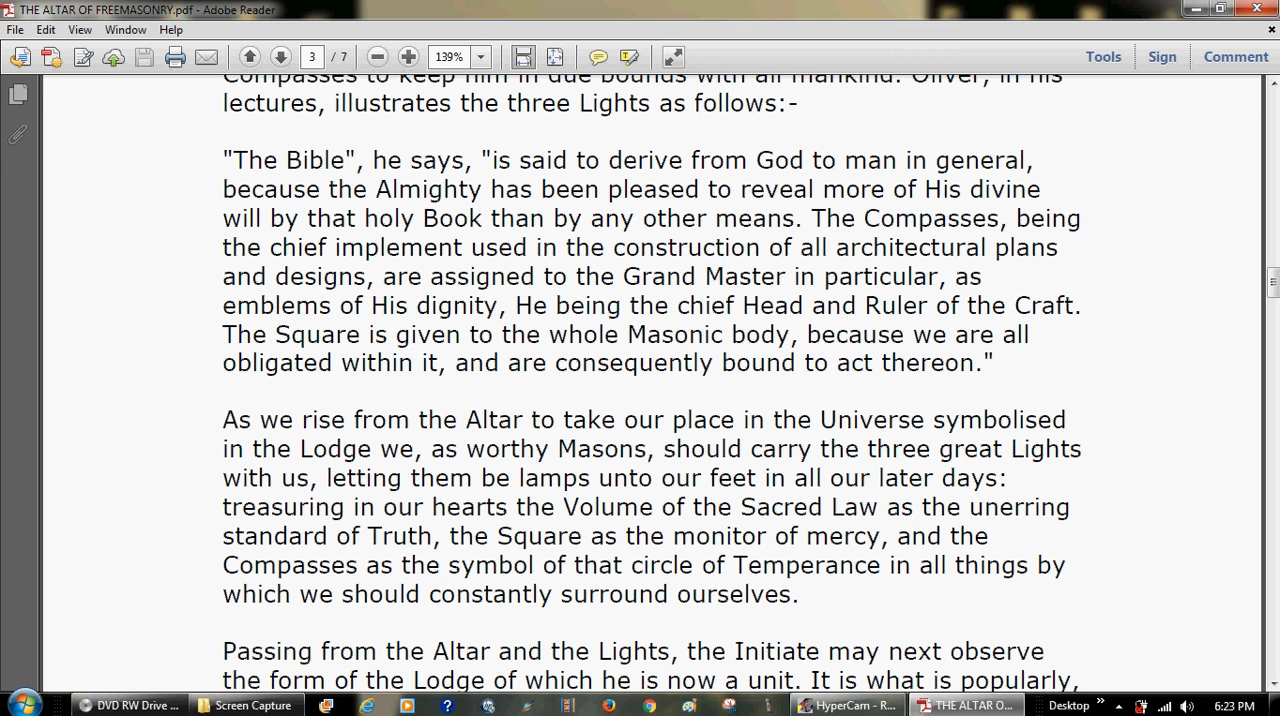 THE ALTAR OF FREEMASONRY.pdf - Adobe Reader
File Edit View Window Help
3 / 7 139% Tools Sign Comment
Compasses to keep him in due bounds with all mankind. Oliver, in his
lectures, illustrates the three Lights as follows:-
"The Bible", he says, "is said to derive from God to man in general,
because the Almighty has been pleased to reveal more of His divine
will by that holy Book than by any other means. The Compasses, being
the chief implement used in the construction of all architectural plans
and designs, are assigned to the Grand Master in particular, as
emblems of His dignity, He being the chief Head and Ruler of the Craft.
The Square is given to the whole Masonic body, because we are all
obligated within it, and are consequently bound to act thereon."
As we rise from the Altar to take our place in the Universe symbolised
in the Lodge we, as worthy Masons, should carry the three great Lights
with us, letting them be lamps unto our feet in all our later days:
treasuring in our hearts the Volume of the Sacred Law as the unerring
standard of Truth, the Square as the monitor of mercy, and the
Compasses as the symbol of that circle of Temperance in all things by
which we should constantly surround ourselves.
Passing from the Altar and the Lights, the Initiate may next observe
the form of the Lodge of which he is now a unit. It is what is popularly,
DVD RW Drive ... Screen Capture HyperCam - R... THE ALTAR O... Desktop » 6:23 PM